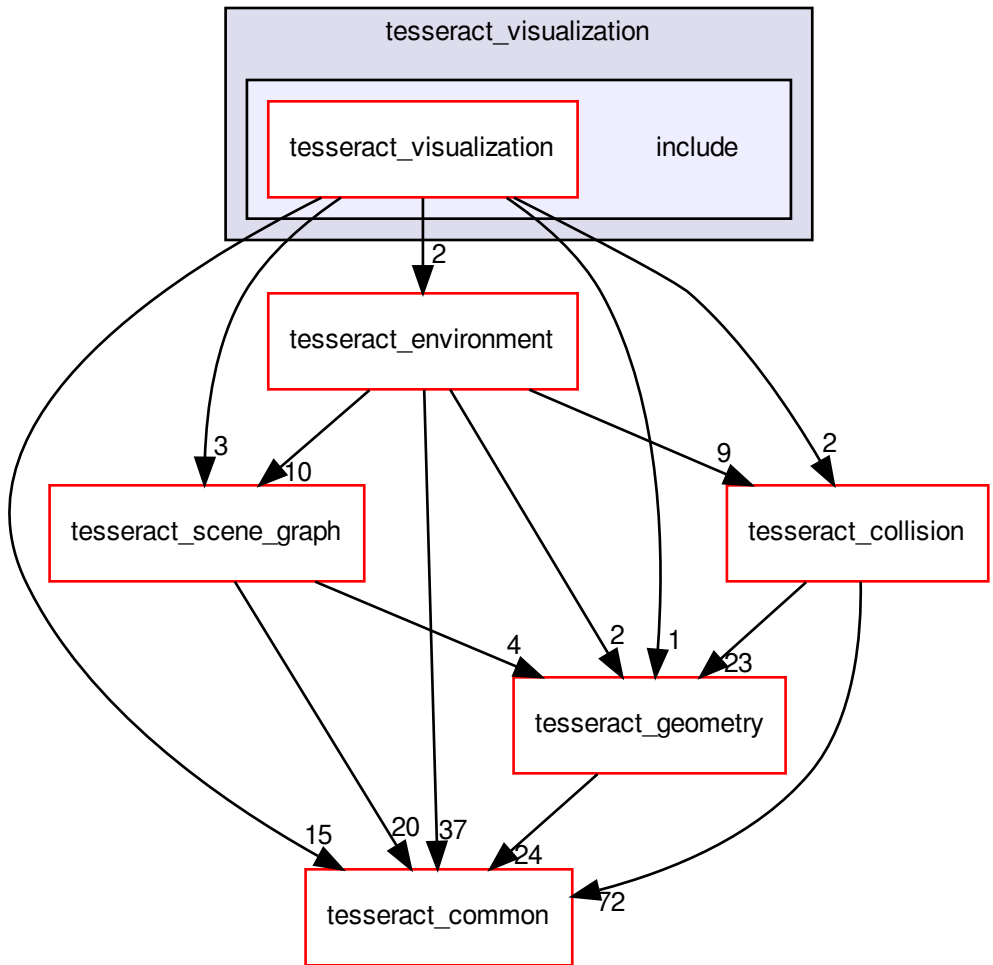 tesseract_visualization
tesseract_visualization
include
2
tesseract_environment
3
10
9
2
tesseract_scene_graph
tesseract_collision
4
2
1
23
tesseract_geometry
15
20
37
24
72
tesseract_common